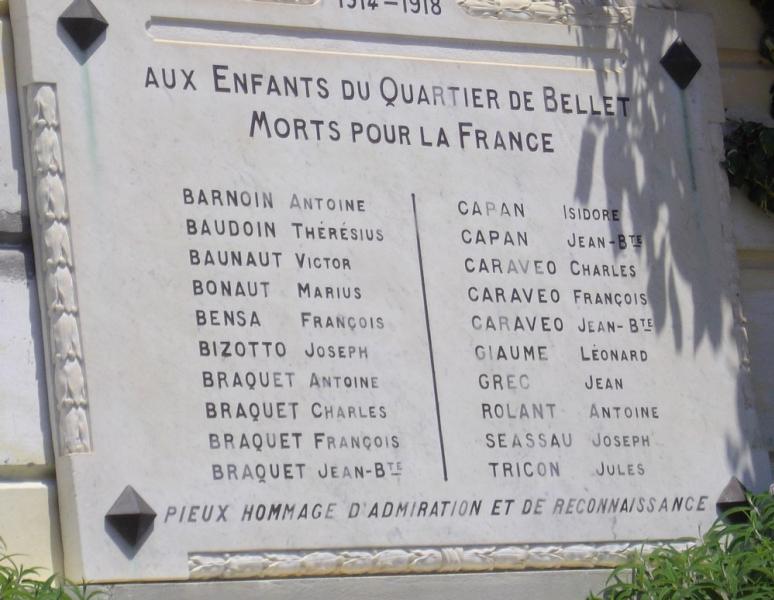 1914-1918
AUX ENFANTS DU QUARTIER DE BELLET
MORTS POUR LA FRANCE
BARNOIN ANTOINE
BAUDOIN THÉRÉSIUS
BAUNAUT VICTOR
BONAUT MARIUS
BENSA FRANÇOIS
BIZOTTO JOSEPH
BRAQUET ANTOINE
BRAQUET CHARLES
BRAQUET FRANÇOIS
BRAQUET JEAN-BTE
CAPAN ISIDORE
CAPAN JEAN-BTE
CARAVEO CHARLES
CARAVEO FRANÇOIS
CARAVEO JEAN-BTE
GIAUME LÉONARD
GREC JEAN
ROLANT ANTOINE
SEASSAU JOSEPH
TRICON JULES
PIEUX HOMMAGE D'ADMIRATION ET DE RECONNAISSANCE